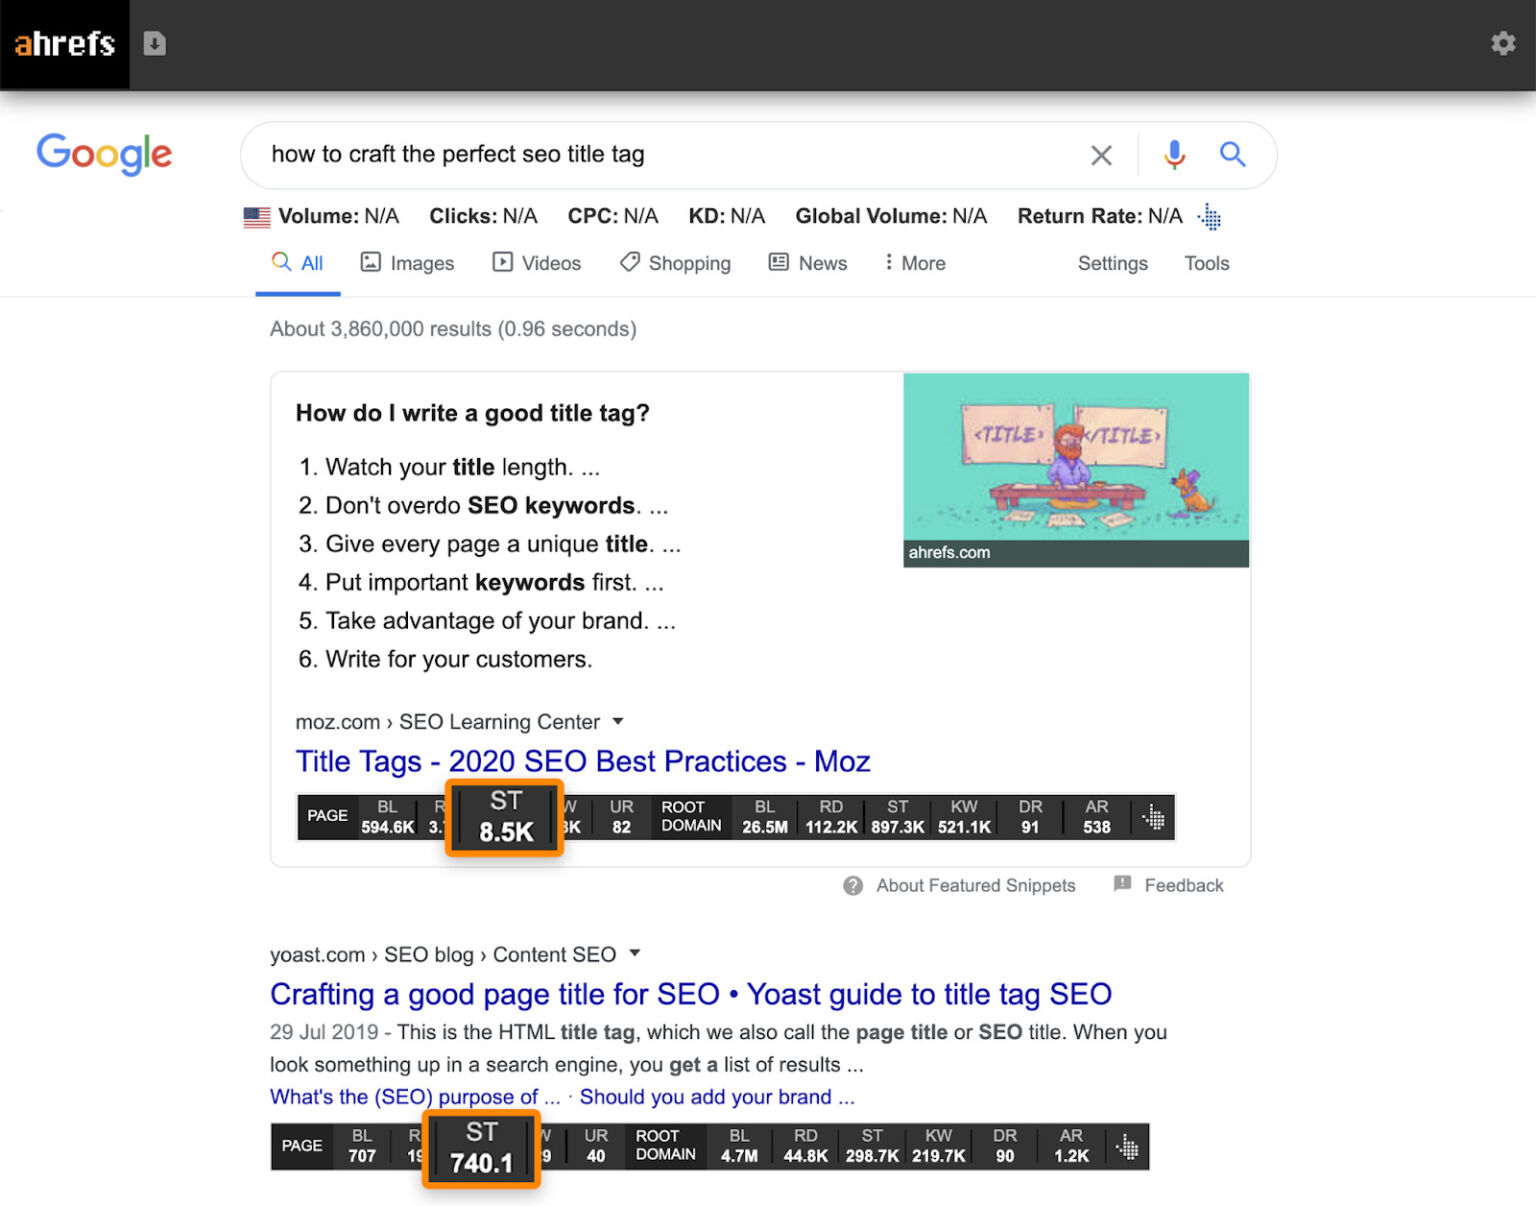 ahrefs
Google
how to craft the perfect seo title tag
Volume: N/A Clicks: N/A CPC: N/A KD: N/A Global Volume: N/A Return Rate: N/A
All Images Videos Shopping News More Settings Tools
About 3,860,000 results (0.96 seconds)
How do I write a good title tag?
<TITLE> </TITLE>
1. Watch your title length. ...
2. Don't overdo SEO keywords. ...
3. Give every page a unique title. ...
ahrefs.com
4. Put important keywords first. ...
5. Take advantage of your brand. ...
6. Write for your customers.
moz.com › SEO Learning Center
Title Tags - 2020 SEO Best Practices - Moz
PAGE BL R ST W UR ROOT DOMAIN BL RD ST KW DR AR
594.6K 3. 8.5K 3K 82 26.5M 112.2K 897.3K 521.1K 91 538
About Featured Snippets Feedback
yoast.com › SEO blog › Content SEO
Crafting a good page title for SEO • Yoast guide to title tag SEO
29 Jul 2019 - This is the HTML title tag, which we also call the page title or SEO title. When you
look something up in a search engine, you get a list of results ...
What's the (SEO) purpose of ... · Should you add your brand ...
PAGE BL R ST W UR ROOT DOMAIN BL RD ST KW DR AR
707 19 740.1 9 40 4.7M 44.8K 298.7K 219.7K 90 1.2K